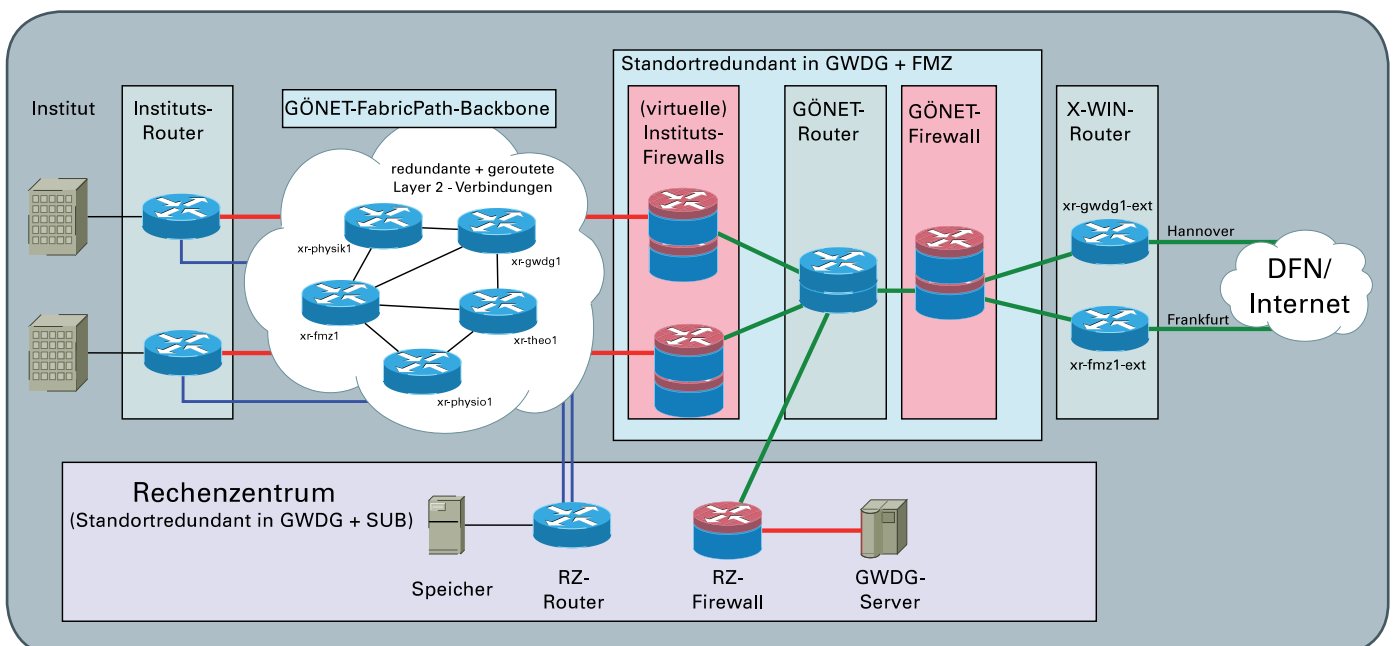 Standortredundant in GWDG + FMZ
Institut
Instituts-
Router
GÖNET-FabricPath-Backbone
(virtuelle)
Instituts-
Firewalls
GÖNET-
Router
GÖNET-
Firewall
X-WIN-
Router
redundante + geroutete
Layer 2 - Verbindungen
xr-physik1
xr-gwdg1
xr-fmz1
xr-theo1
xr-physio1
xr-gwdg1-ext
Hannover
DFN/
Internet
Frankfurt
xr-fmz1-ext
Rechenzentrum
(Standortredundant in GWDG + SUB)
Speicher
RZ-
Router
RZ-
Firewall
GWDG-
Server